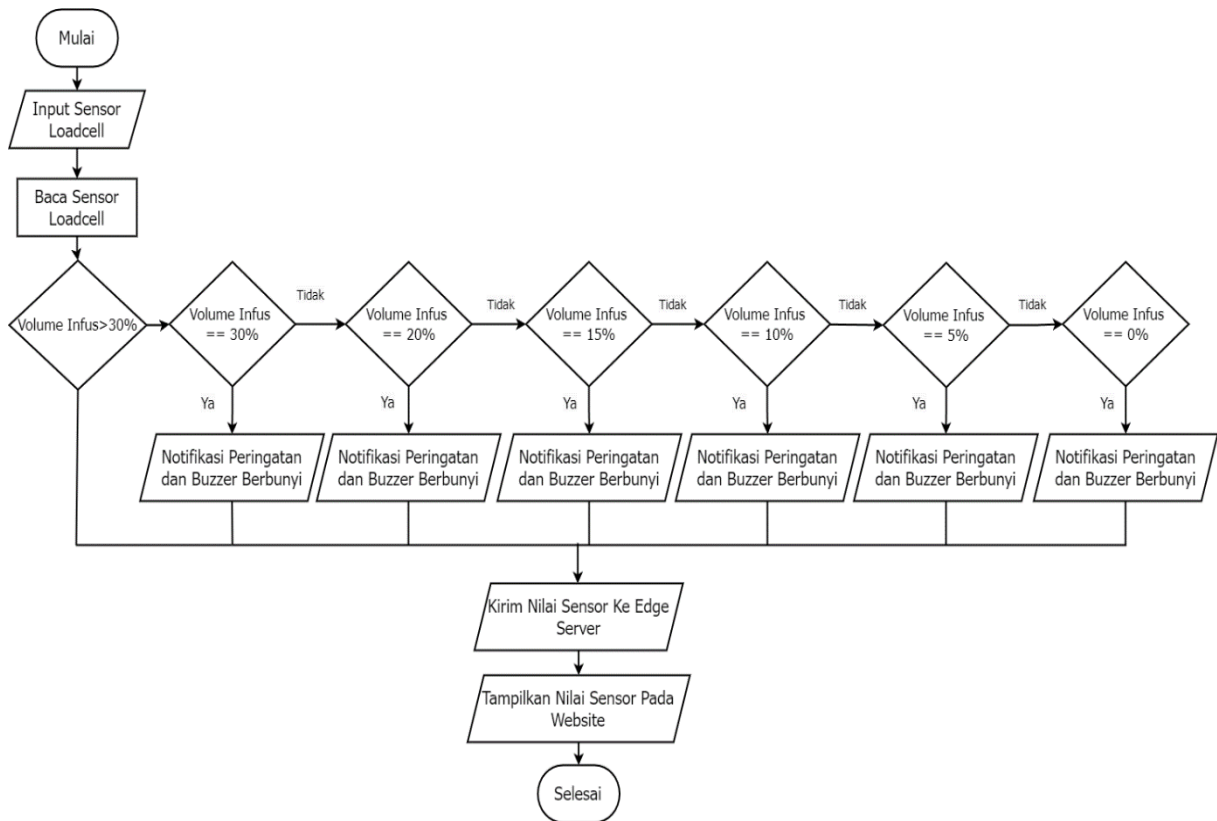 Mulai
Input Sensor
Loadcell
Baca Sensor
Loadcell
Volume Infus>30%
Volume Infus
== 30%
Tidak
Volume Infus
== 20%
Tidak
Volume Infus
== 15%
Tidak
Volume Infus
== 10%
Tidak
Volume Infus
== 5%
Tidak
Volume Infus
== 0%
Ya
Ya
Ya
Ya
Ya
Ya
Notifikasi Peringatan
dan Buzzer Berbunyi
Notifikasi Peringatan
dan Buzzer Berbunyi
Notifikasi Peringatan
dan Buzzer Berbunyi
Notifikasi Peringatan
dan Buzzer Berbunyi
Notifikasi Peringatan
dan Buzzer Berbunyi
Notifikasi Peringatan
dan Buzzer Berbunyi
Kirim Nilai Sensor Ke Edge
Server
Tampilkan Nilai Sensor Pada
Website
Selesai